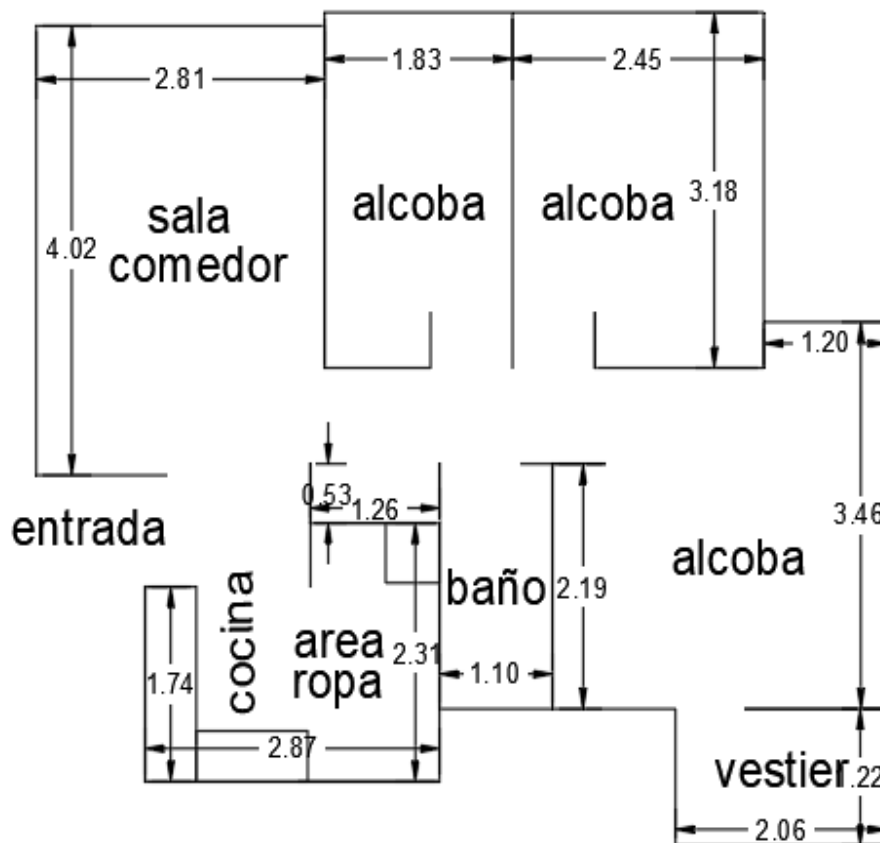 1.83
2.45
2.81
3.18
alcoba
alcoba
sala
comedor
4.02
1.20
0.53
1.26
3.46
entrada
alcoba
baño
2.19
cocina
area
ropa
2.31
1.10
1.74
2.87
vestier
.22
2.06